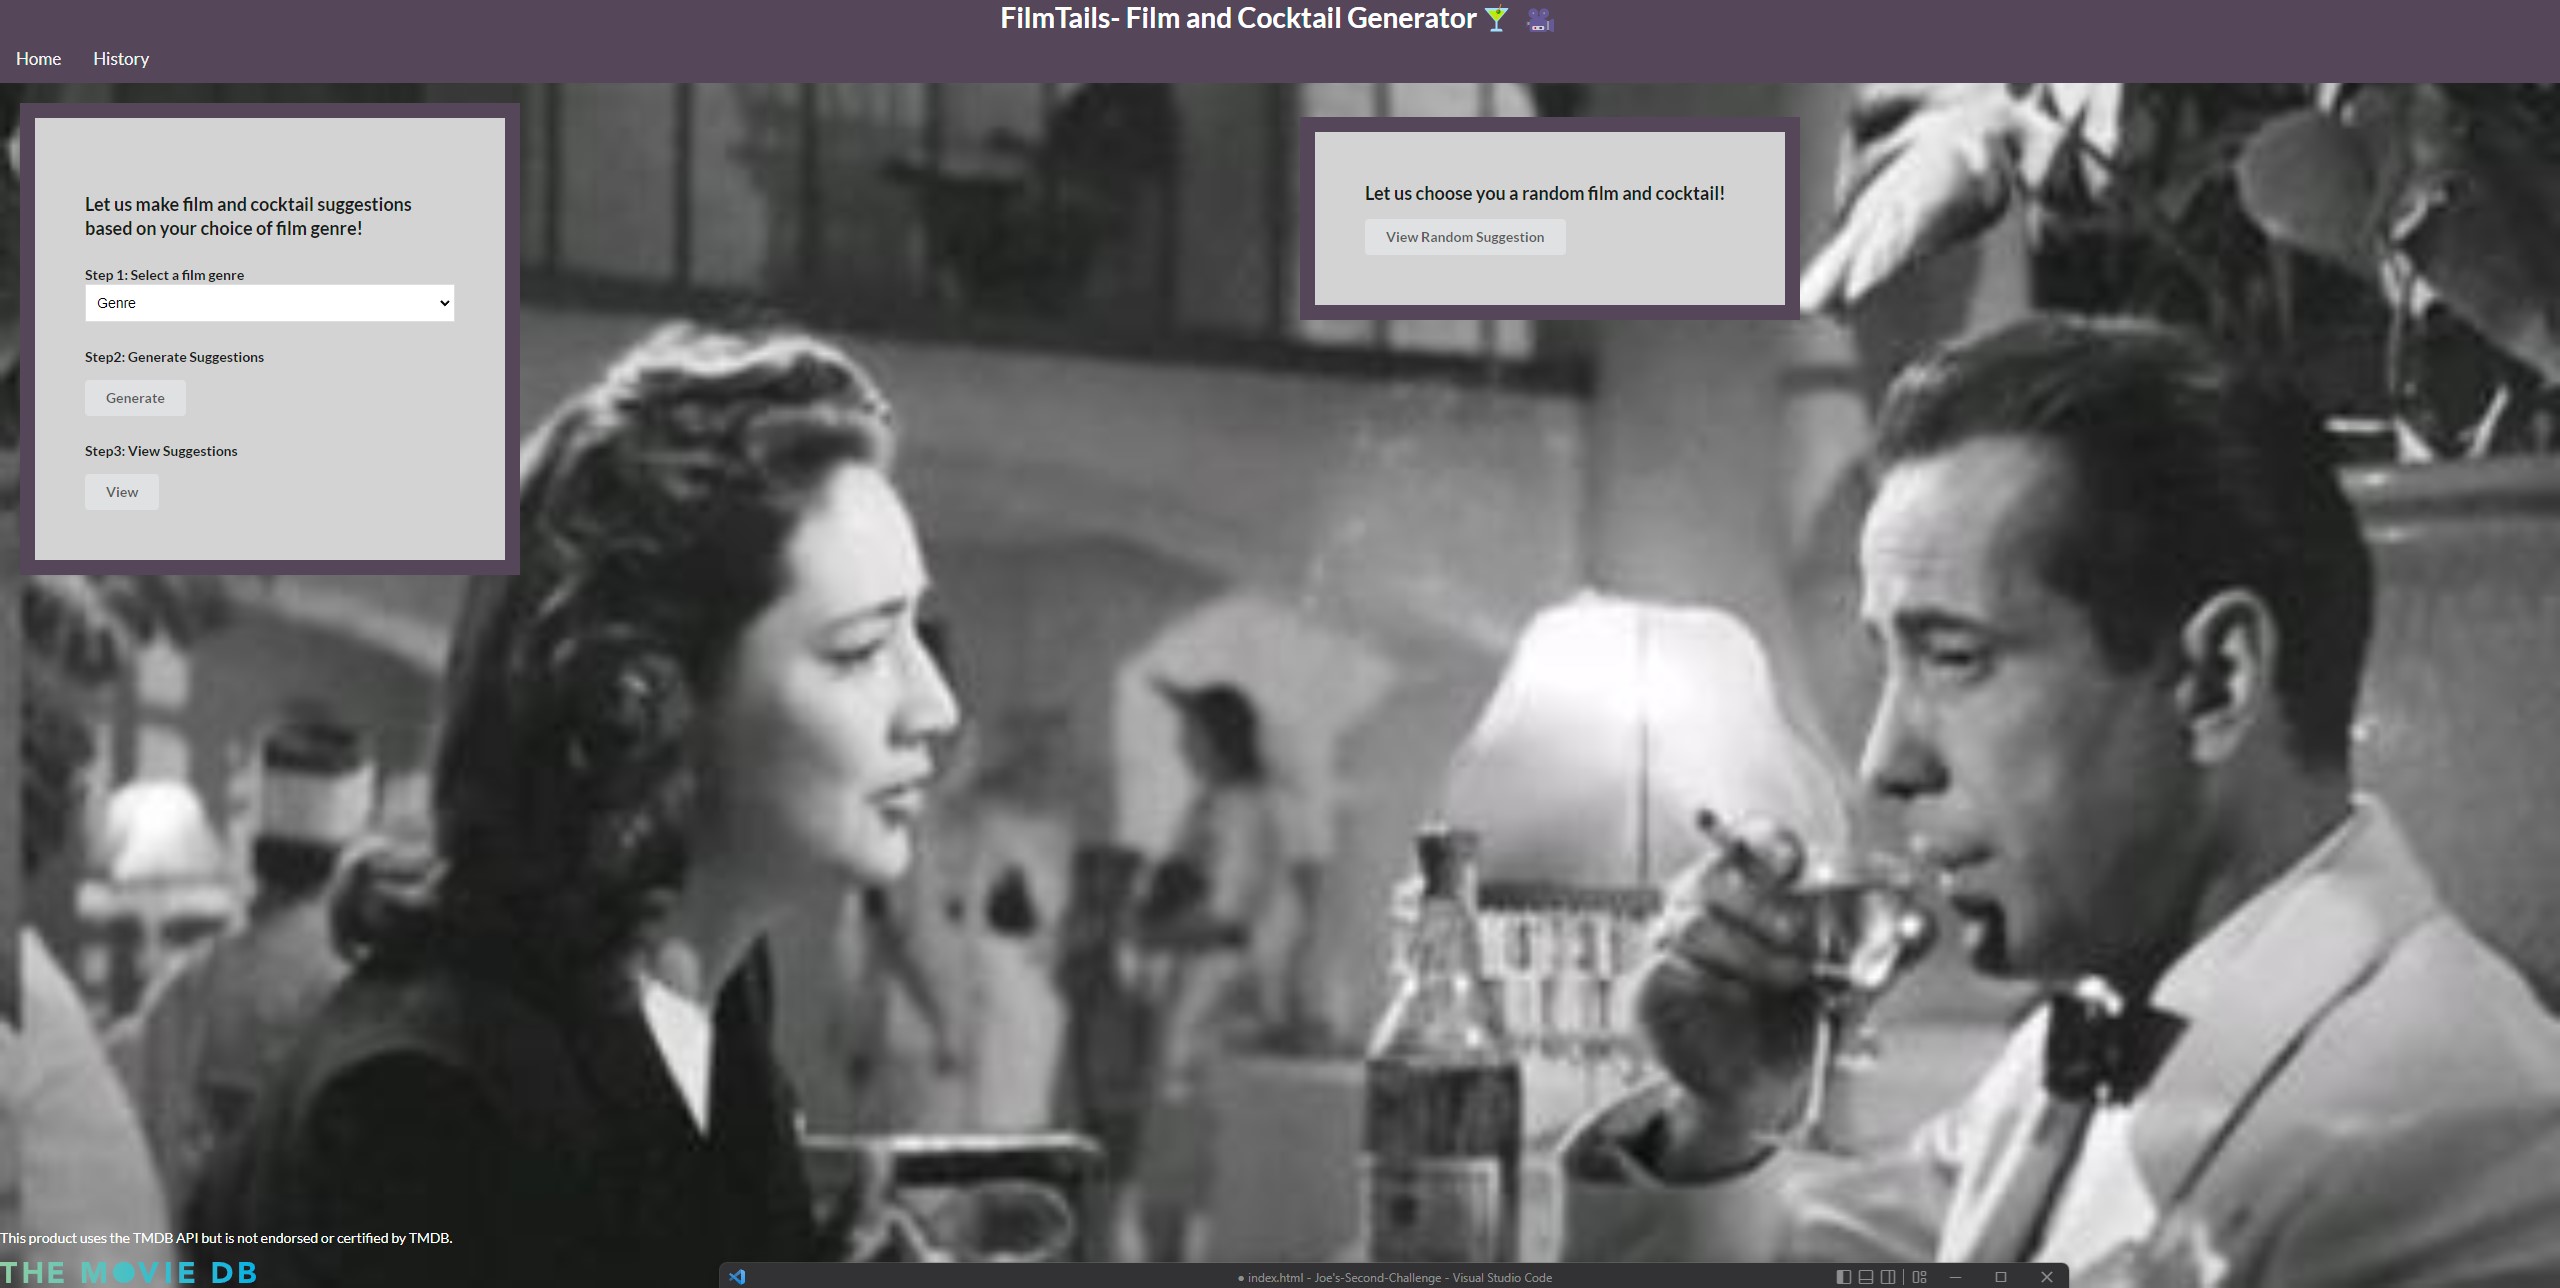 FilmTails- Film and Cocktail Generator🍸 🎥
Home
History
Let us make film and cocktail suggestions
based on your choice of film genre!
Step 1: Select a film genre
Genre
Step2: Generate Suggestions
Generate
Step3: View Suggestions
View
Let us choose you a random film and cocktail!
View Random Suggestion
This product uses the TMDB API but is not endorsed or certified by TMDB.
THE MOVIE DB
● index.html - Joe's-Second-Challenge - Visual Studio Code